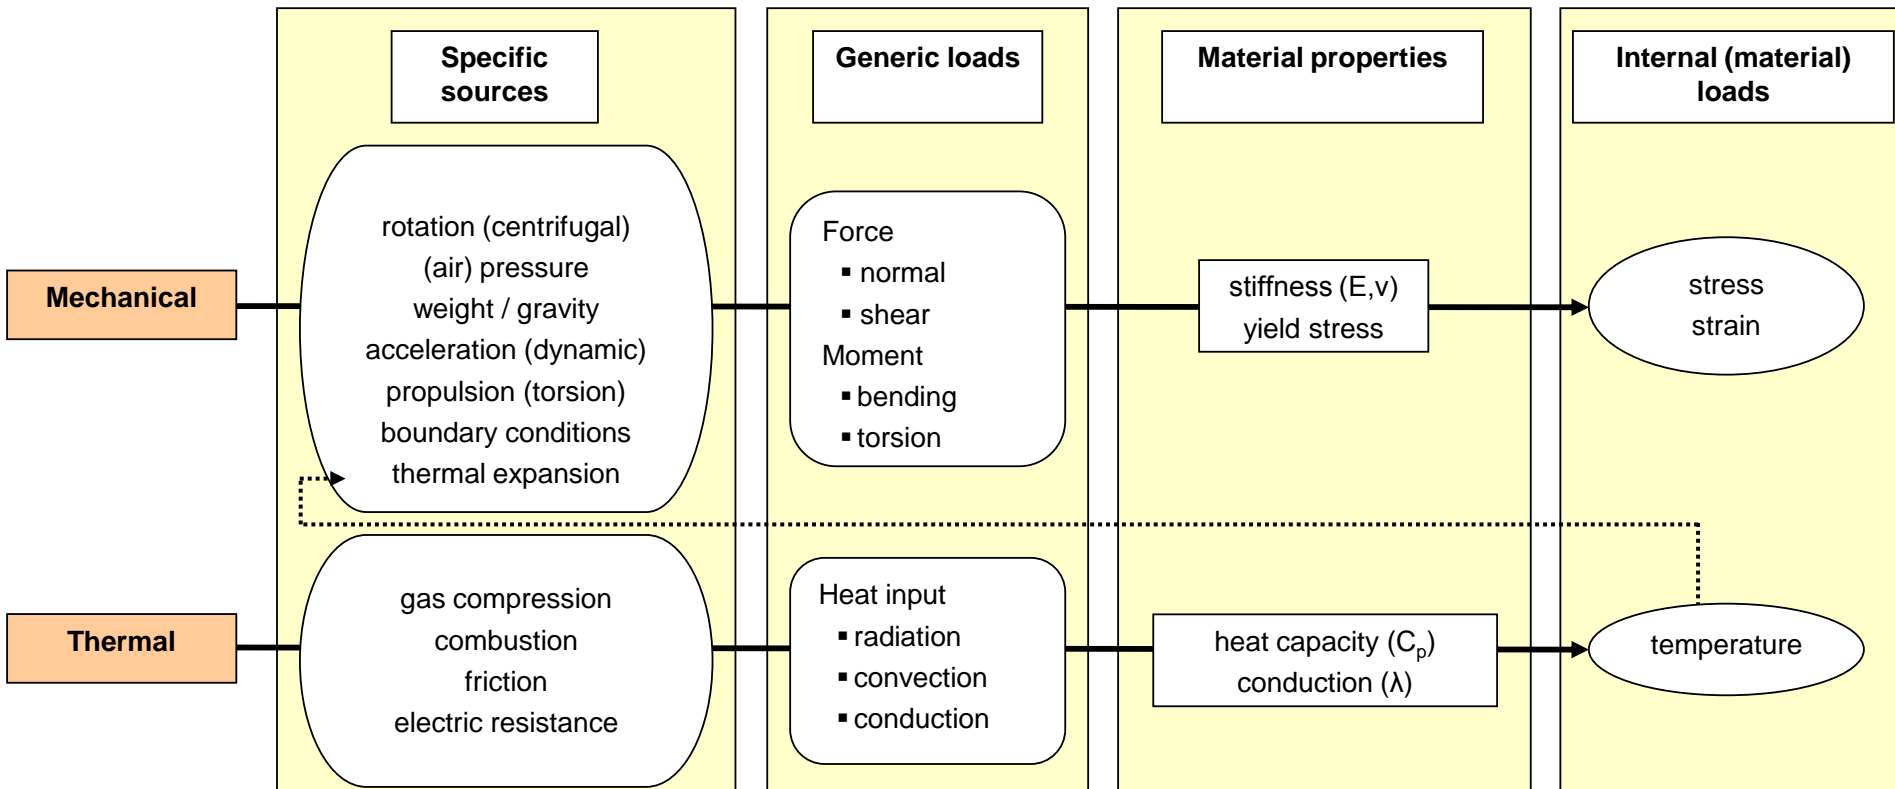 Specific
sources
Generic loads
Material properties
Internal (material)
loads
Mechanical
rotation (centrifugal)
(air) pressure
weight / gravity
acceleration (dynamic)
propulsion (torsion)
boundary conditions
thermal expansion
Force
▪ normal
▪ shear
Moment
▪ bending
▪ torsion
stiffness (E,ν)
yield stress
stress
strain
Thermal
gas compression
combustion
friction
electric resistance
Heat input
▪ radiation
▪ convection
▪ conduction
heat capacity (Cp)
conduction (λ)
temperature